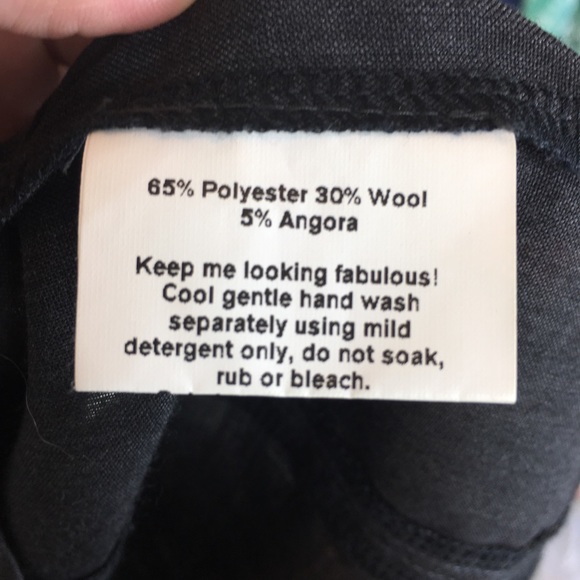 65% Polyester 30% Wool
5% Angora
Keep me looking fabulous!
Cool gentle hand wash
separately using mild
detergent only, do not soak,
rub or bleach.